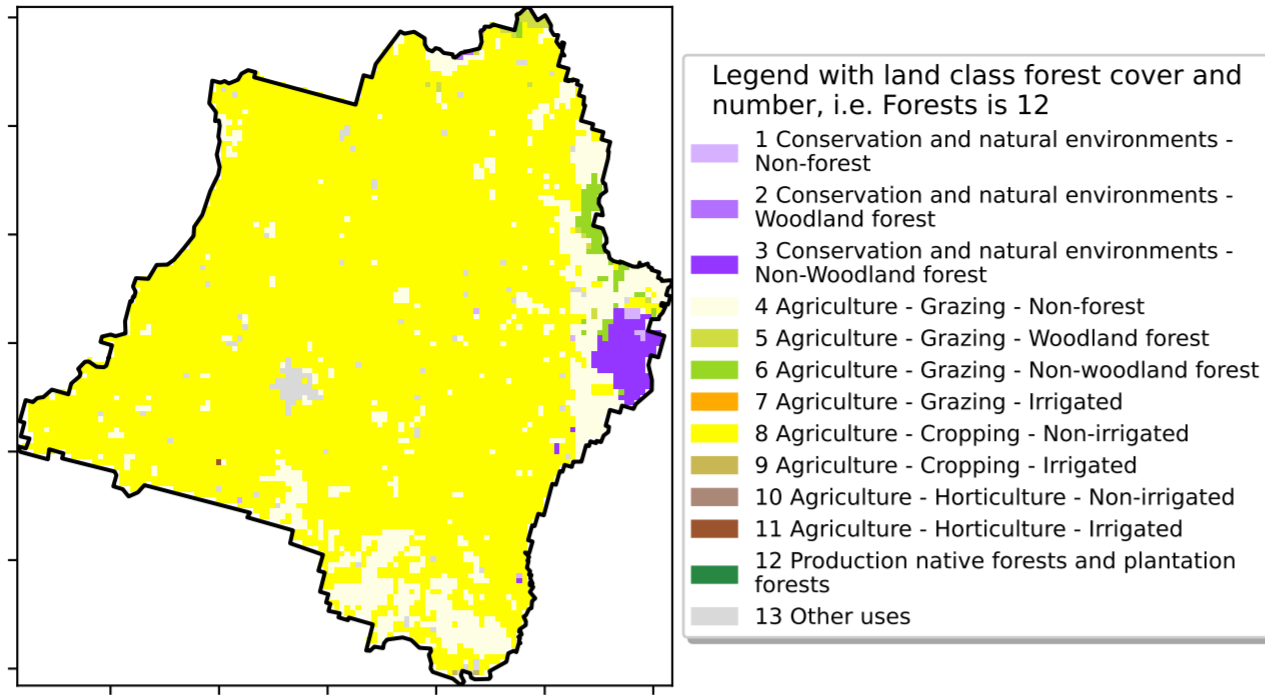 Legend with land class forest cover and
number, i.e. Forests is 12
1 Conservation and natural environments -
Non-forest
2 Conservation and natural environments -
Woodland forest
3 Conservation and natural environments -
Non-Woodland forest
4 Agriculture - Grazing - Non-forest
5 Agriculture - Grazing - Woodland forest
6 Agriculture - Grazing - Non-woodland forest
7 Agriculture - Grazing - Irrigated
8 Agriculture - Cropping - Non-irrigated
9 Agriculture - Cropping - Irrigated
10 Agriculture - Horticulture - Non-irrigated
11 Agriculture - Horticulture - Irrigated
12 Production native forests and plantation
forests
13 Other uses